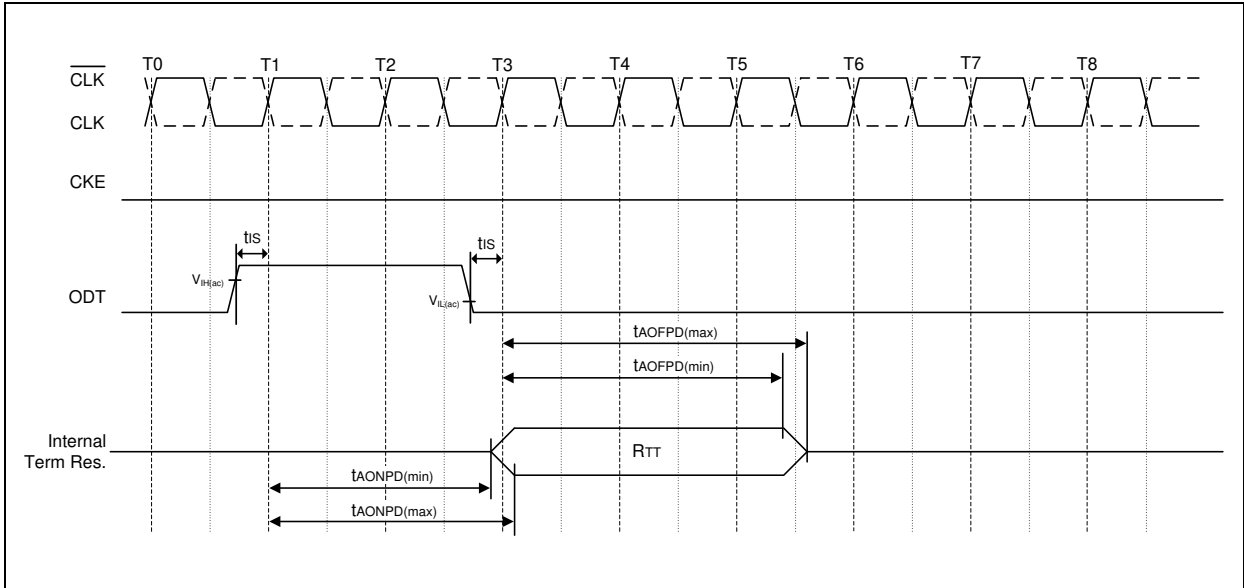 T0 T1 T2 T3 T4 T5 T6 T7 T8
CLK
CLK
CKE
tIS tIS
VIH(ac)
ODT
VIL(ac)
tAOFPD(max)
tAOFPD(min)
Internal
Term Res.
RTT
tAONPD(min)
tAONPD(max)